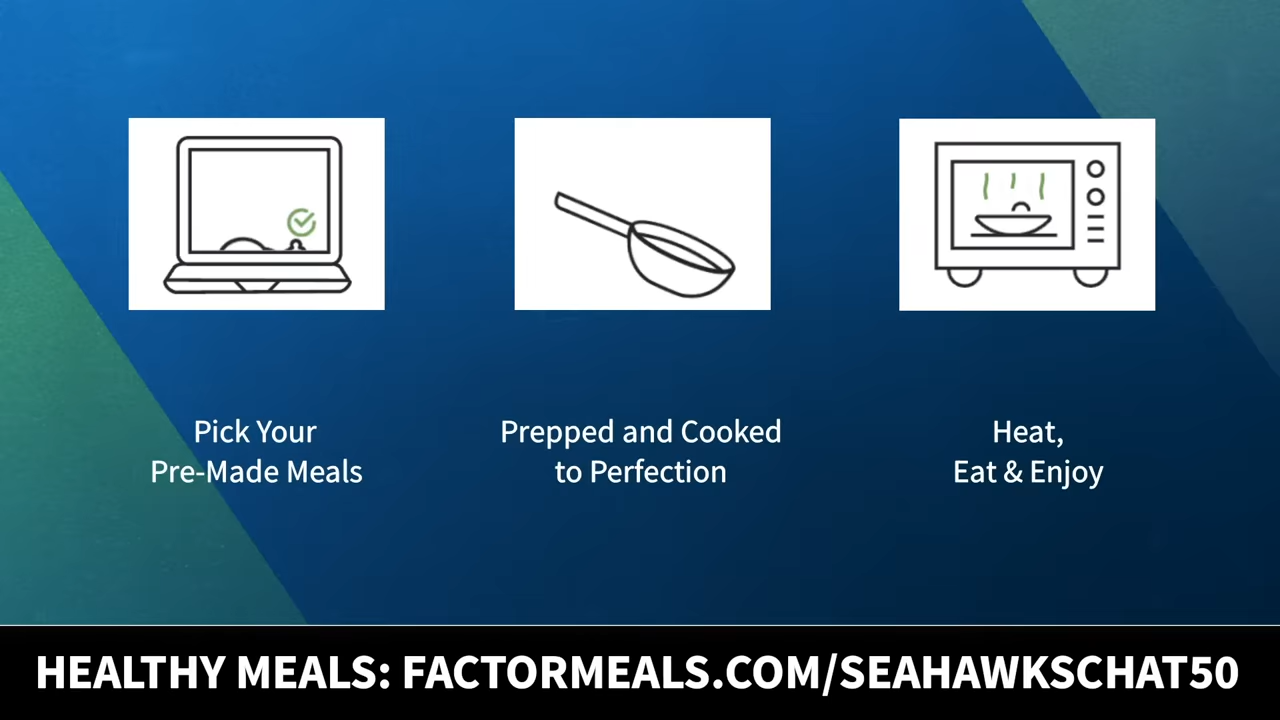 Pick Your
Pre-Made Meals
Prepped and Cooked
to Perfection
Heat,
Eat & Enjoy
HEALTHY MEALS: FACTORMEALS.COM/SEAHAWKSCHAT50